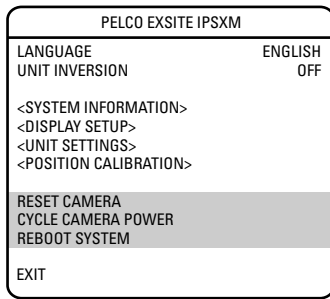 PELCO EXSITE IPSXM
LANGUAGE ENGLISH
UNIT INVERSION OFF
<SYSTEM INFORMATION>
<DISPLAY SETUP>
<UNIT SETTINGS>
<POSITION CALIBRATION>
RESET CAMERA
CYCLE CAMERA POWER
REBOOT SYSTEM
EXIT